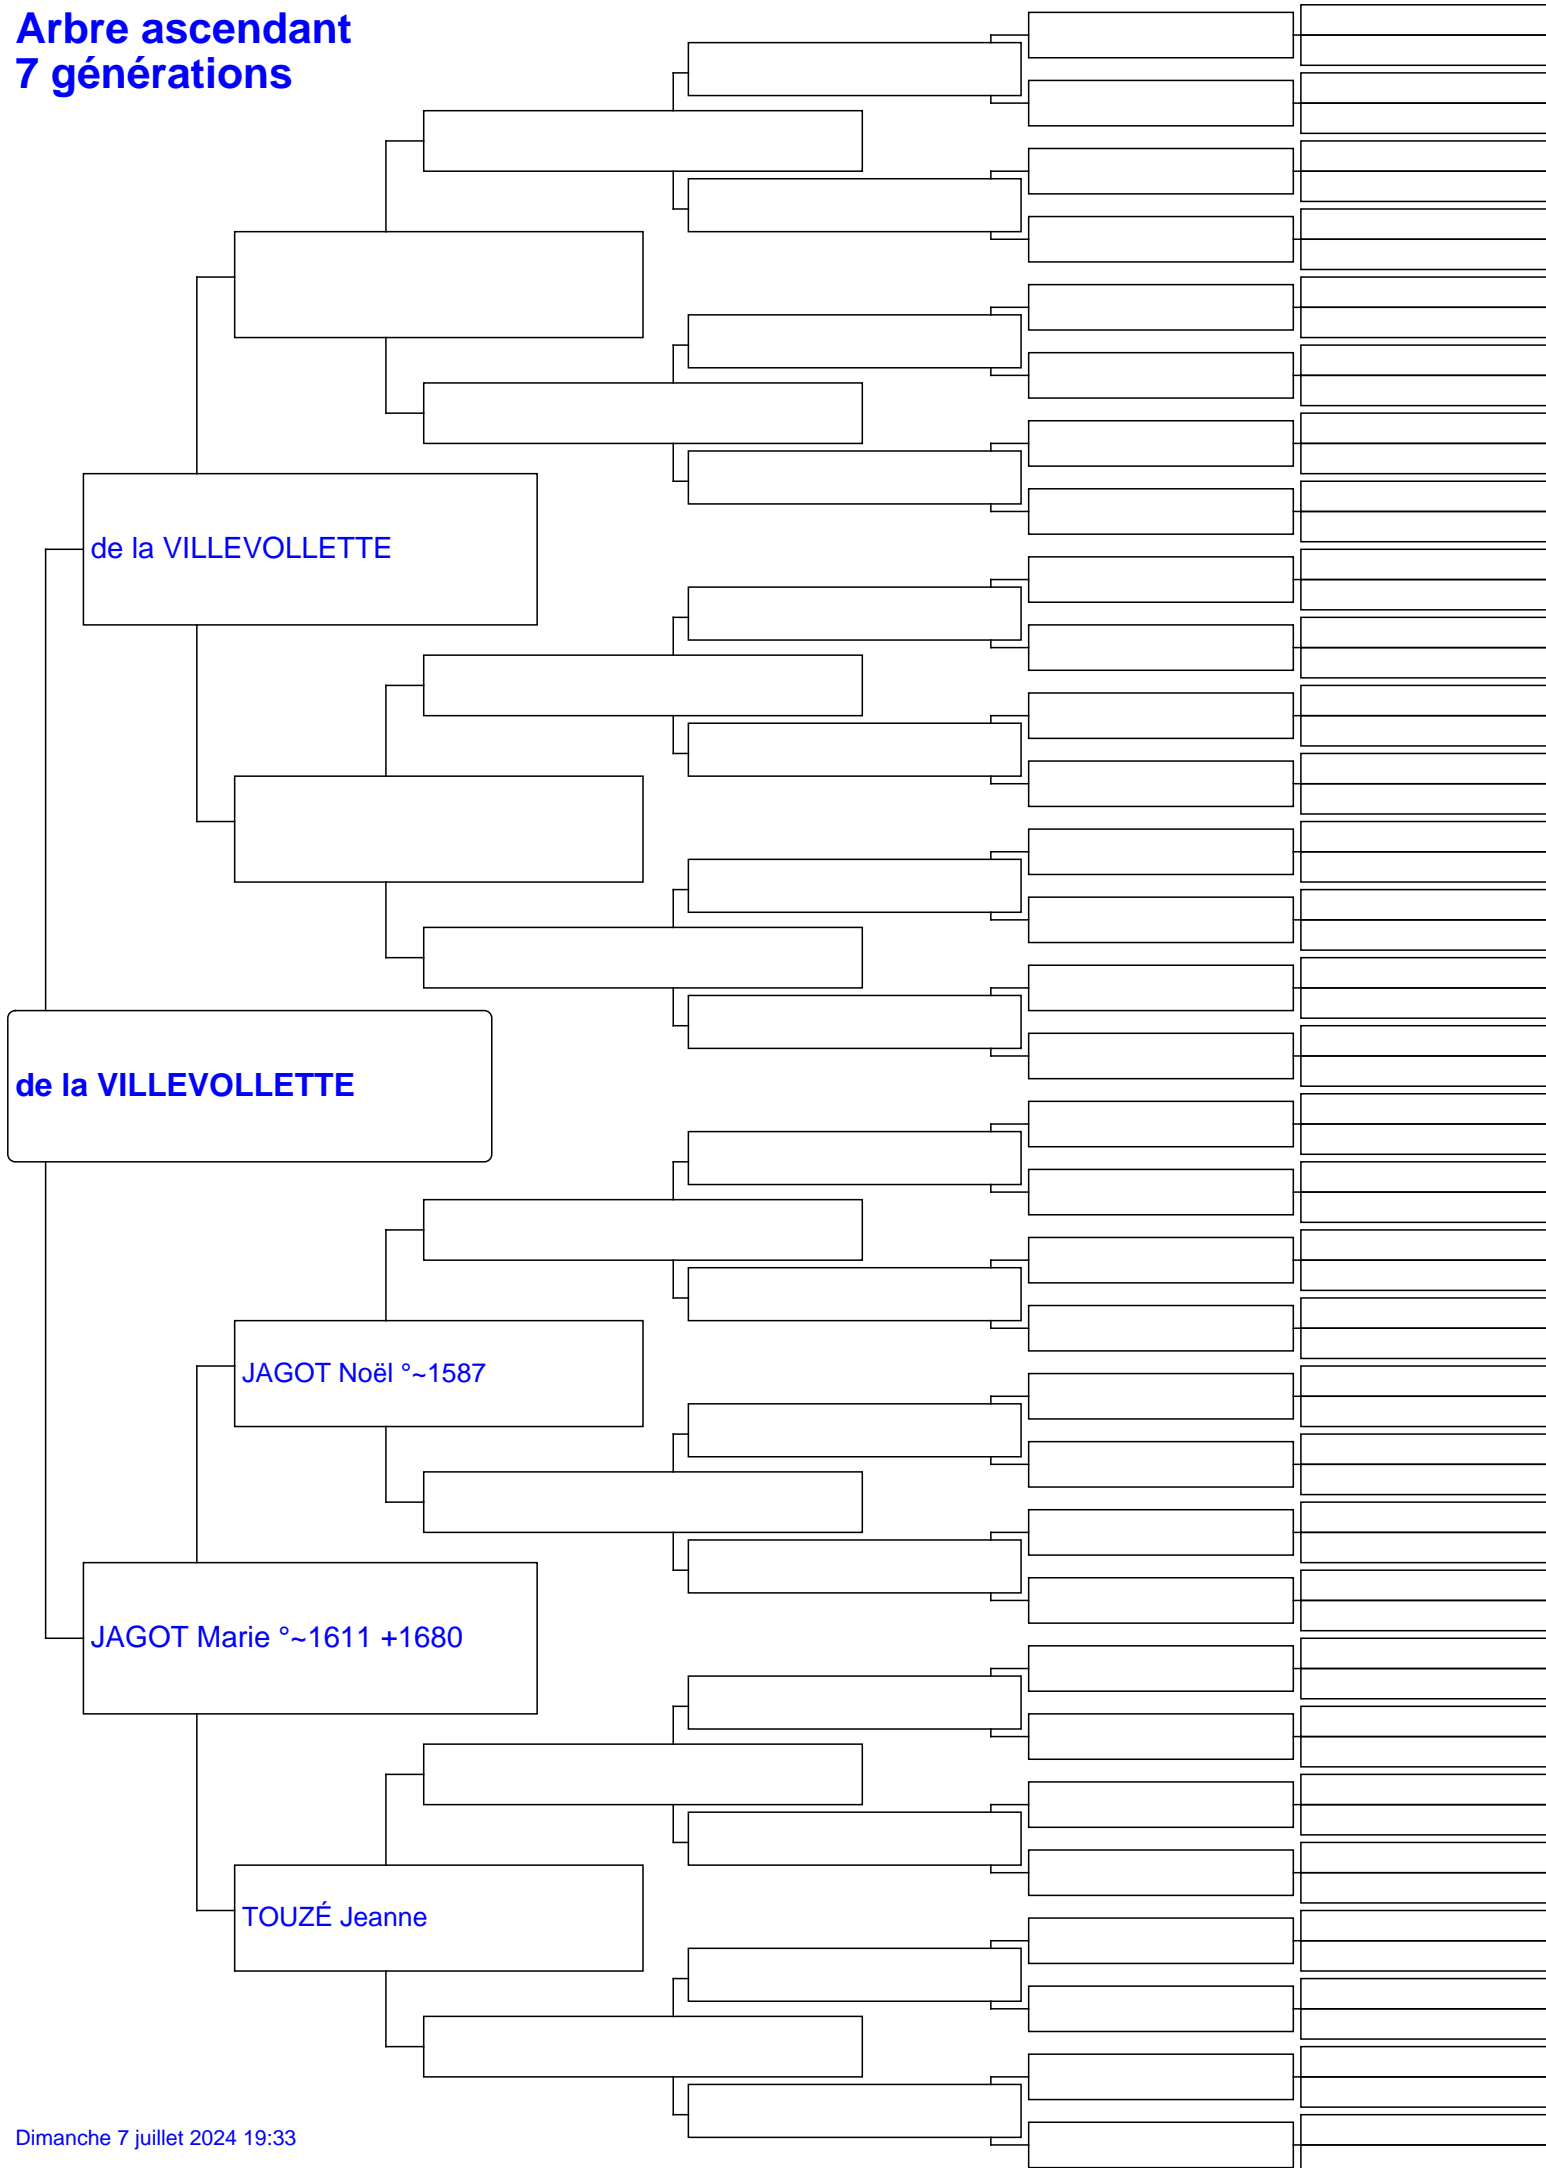 Arbre ascendant
7 générations
de la VILLEVOLLETTE
de la VILLEVOLLETTE
JAGOT Noël °~1587
JAGOT Marie °~1611 +1680
TOUZÉ Jeanne
Dimanche 7 juillet 2024 19:33